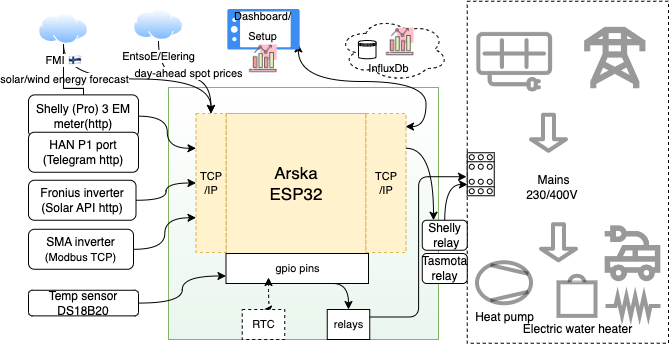 FMI
solar/wind energy forecast
EntsoE/Elering
day-ahead spot prices
Dashboard/
Setup
InfluxDb
Shelly (Pro) 3 EM
meter(http)
HAN P1 port
(Telegram http)
Fronius inverter
(Solar API http)
SMA inverter
(Modbus TCP)
Temp sensor
DS18B20
TCP
/IP
Arska
ESP32
TCP
/IP
gpio pins
RTC
relays
Shelly
relay
Tasmota
relay
Mains
230/400V
Heat pump
Electric water heater